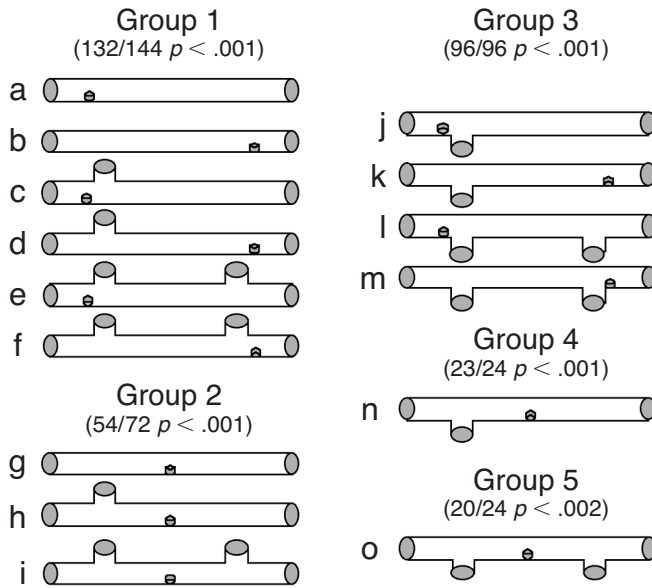 Group 1
(132/144 p < .001)
a
b
c
d
e
f
Group 2
(54/72 p < .001)
g
h
i
Group 3
(96/96 p < .001)
j
k
l
m
Group 4
(23/24 p < .001)
n
Group 5
(20/24 p < .002)
o